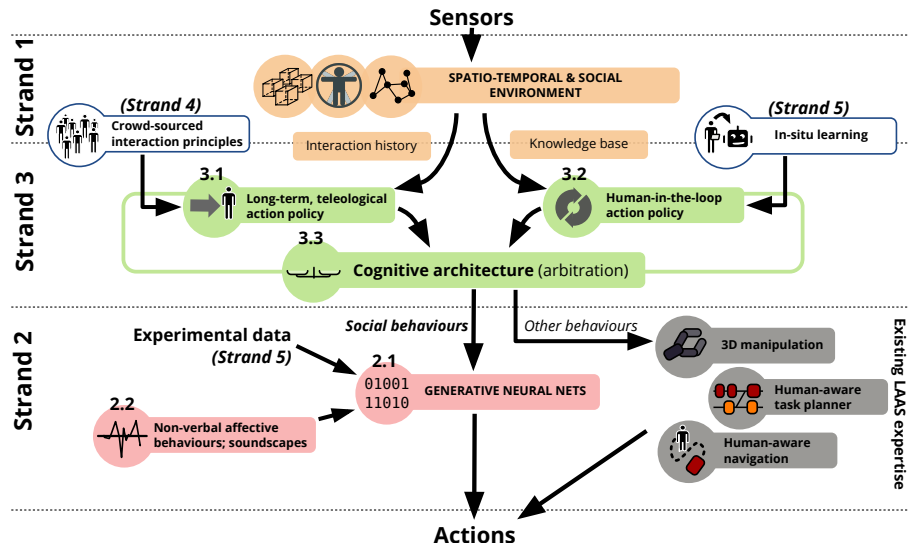 Sensors
Strand 1
SPATIO-TEMPORAL & SOCIAL
ENVIRONMENT
(Strand 4)
Crowd-sourced
interaction principles
(Strand 5)
In-situ learning
Interaction history
Knowledge base
Strand 3
3.1
Long-term, teleological
action policy
3.2
Human-in-the-loop
action policy
3.3
Cognitive architecture (arbitration)
Strand 2
Social behaviours
Other behaviours
Experimental data
(Strand 5)
2.1
01001
11010
GENERATIVE NEURAL NETS
2.2
Non-verbal affective
behaviours; soundscapes
3D manipulation
Human-aware
task planner
Human-aware
navigation
Existing LAAS expertise
Actions